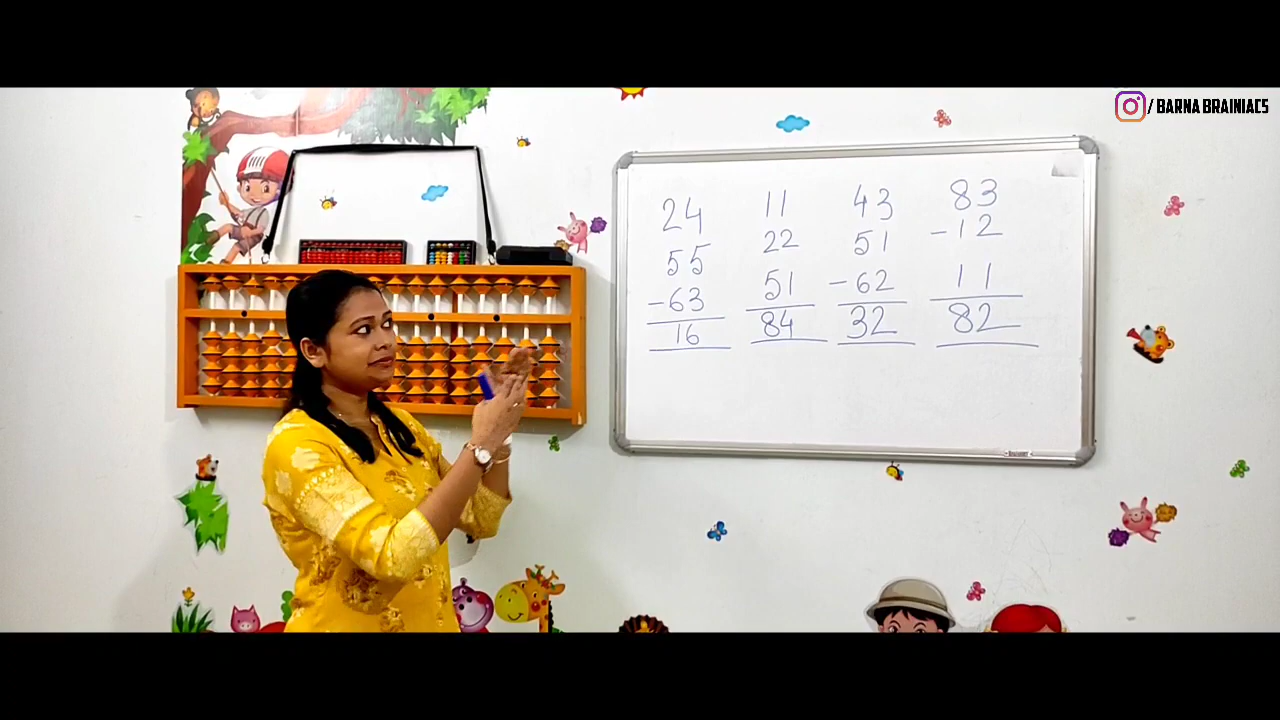 / BARNA BRAINIACS
24 11 43 83
55 22 51 -12
-63 51 -62 11
16 84 32 82